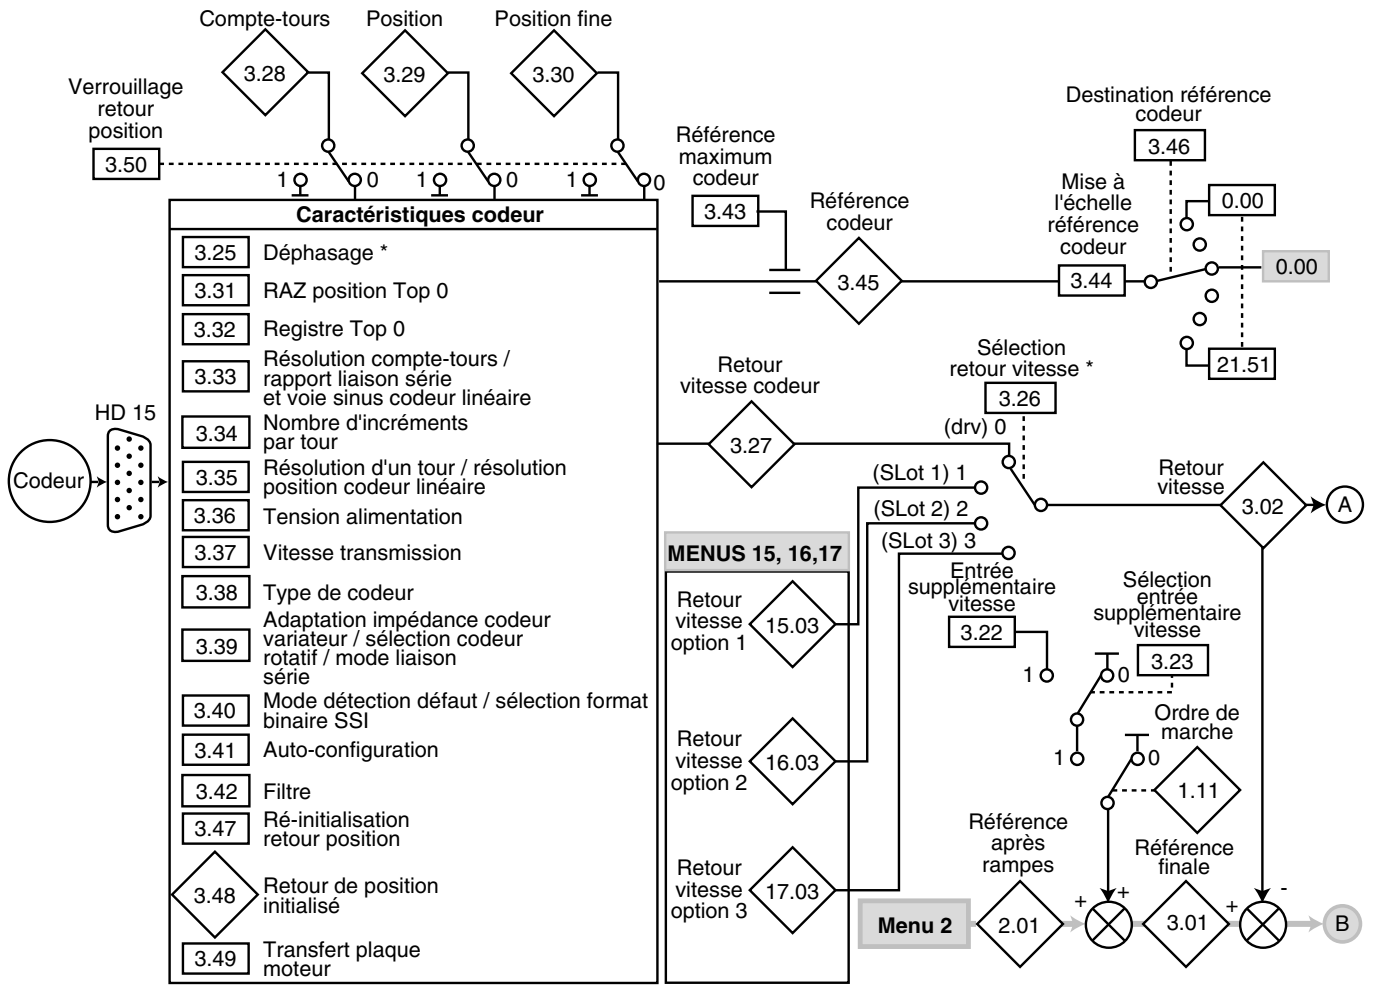 Compte-tours
Position
Position fine
3.28
3.29
3.30
Verrouillage
retour
position
3.50
1
0
1
0
1
0
Caractéristiques codeur
3.25 Déphasage *
3.31 RAZ position Top 0
3.32 Registre Top 0
3.33 Résolution compte-tours /
rapport liaison série
et voie sinus codeur linéaire
3.34 Nombre d'incréments
par tour
3.35 Résolution d'un tour / résolution
position codeur linéaire
3.36 Tension alimentation
3.37 Vitesse transmission
3.38 Type de codeur
3.39 Adaptation impédance codeur
variateur / sélection codeur
rotatif / mode liaison
série
3.40 Mode détection défaut / sélection format
binaire SSI
3.41 Auto-configuration
3.42 Filtre
3.47 Ré-initialisation
retour position
3.48 Retour de position
initialisé
3.49 Transfert plaque
moteur
HD 15
Codeur
Référence
maximum
codeur
3.43
Référence
codeur
3.45
Destination référence
codeur
3.46
Mise à
l'échelle
référence
codeur
3.44
0.00
0.00
21.51
Retour
vitesse codeur
3.27
Sélection
retour vitesse *
3.26
(drv) 0
(SLot 1) 1
(SLot 2) 2
(SLot 3) 3
Retour
vitesse
3.02
A
MENUS 15, 16,17
Retour
vitesse
option 1
15.03
Retour
vitesse
option 2
16.03
Retour
vitesse
option 3
17.03
Entrée
supplémentaire
vitesse
3.22
1
0
Sélection
entrée
supplémentaire
vitesse
3.23
1
0
Ordre de
marche
1.11
Menu 2
Référence
après
rampes
2.01
+
+
Référence
finale
3.01
+
-
B